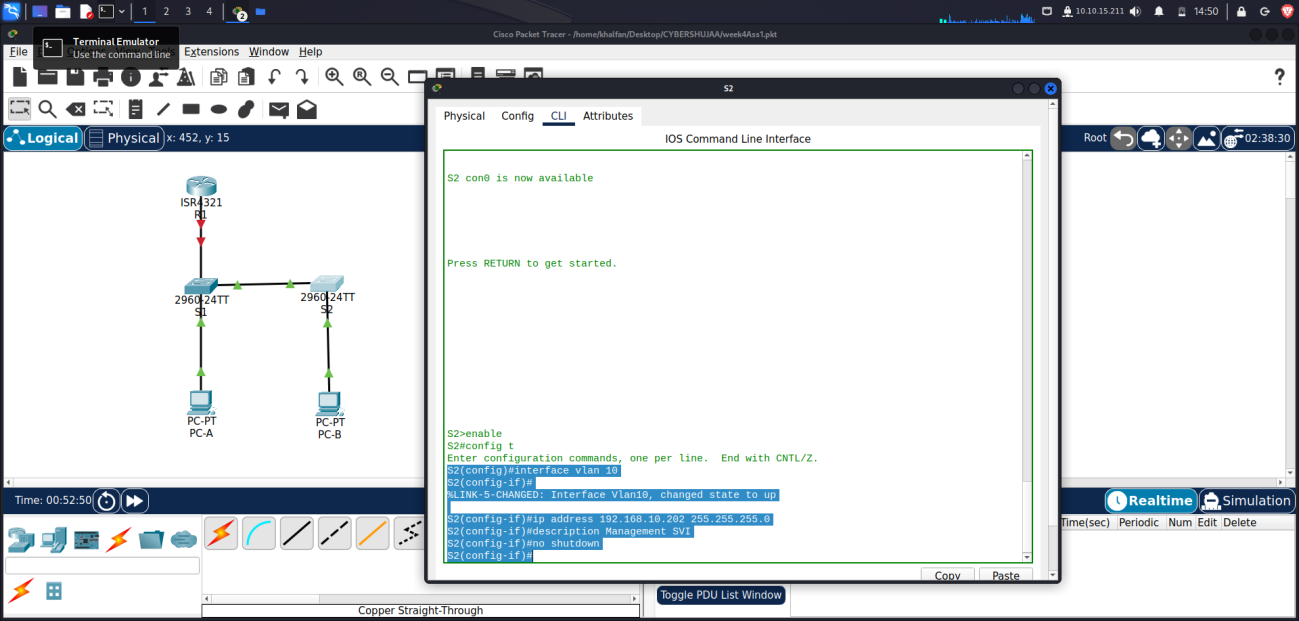 1 2 3 4
2
10.10.15.211
14:50
Cisco Packet Tracer - /home/khalfan/Desktop/CYBERSHUJAA/week4Ass1.pkt
Terminal Emulator
Use the command line
File
Extensions Window Help
S2
Physical Config CLI Attributes
IOS Command Line Interface
Logical
Physical
x: 452, y: 15
Root
02:38:30
S2 con0 is now available
Press RETURN to get started.
S2>enable
S2#config t
Enter configuration commands, one per line. End with CNTL/Z.
S2(config)#interface vlan 10
S2(config-if)#
%LINK-5-CHANGED: Interface Vlan10, changed state to up
S2(config-if)#ip address 192.168.10.202 255.255.255.0
S2(config-if)#description Management SVI
S2(config-if)#no shutdown
S2(config-if)#
Copy
Paste
ISR4321
R1
2960-24TT
S1
2960-24TT
S2
PC-PT
PC-A
PC-PT
PC-B
Time: 00:52:50
Realtime
Simulation
Time(sec) Periodic Num Edit Delete
Toggle PDU List Window
Copper Straight-Through